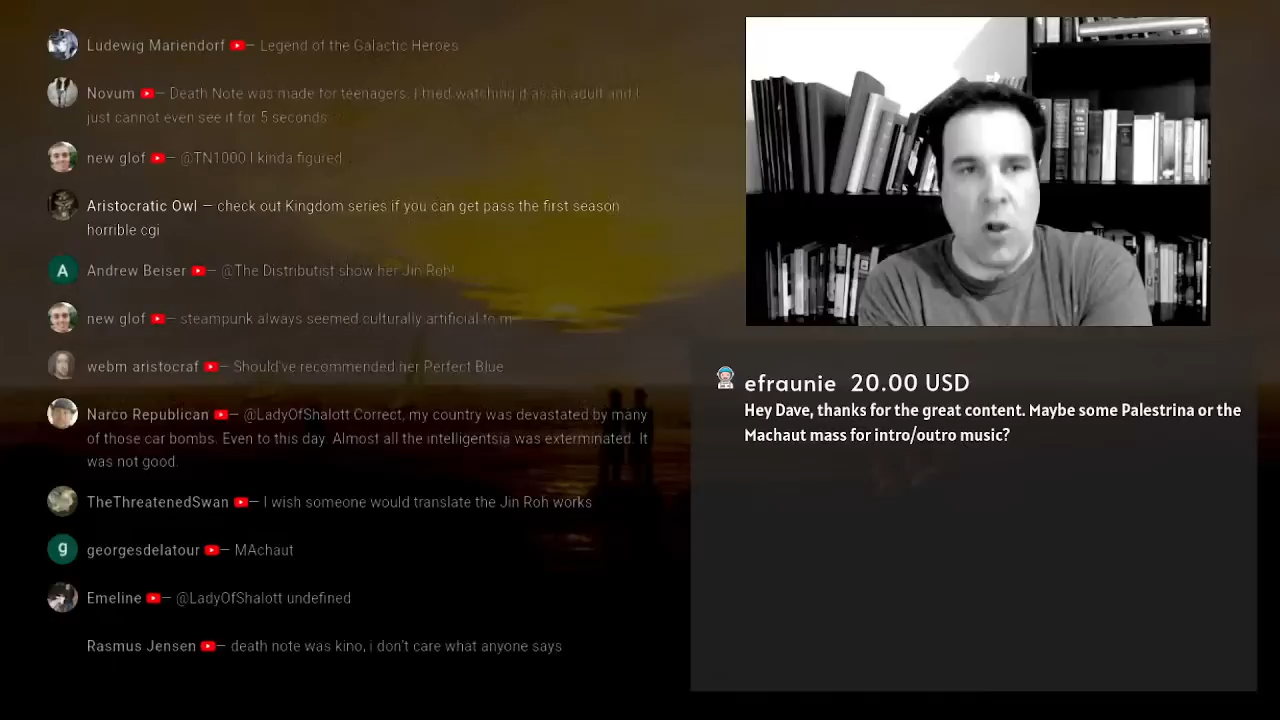 Ludewig Mariendorf — Legend of the Galactic Heroes
Novum — Death Note was made for teenagers. I tried watching it as an adult and I
just cannot even see it for 5 seconds.
new glof — @TN1000 I kinda figured.
Aristocratic Owl — check out Kingdom series if you can get pass the first season
horrible cgi
A
Andrew Beiser — @The Distributist show her Jin Roh!
new glof — steampunk always seemed culturally artificial to m
webm aristocraf — Should've recommended her Perfect Blue
Narco Republican — @LadyOfShalott Correct, my country was devastated by many
of those car bombs. Even to this day. Almost all the intelligentsia was exterminated. It
was not good.
TheThreatenedSwan — I wish someone would translate the Jin Roh works
g
georgesdelatour — MAchaut
Emeline — @LadyOfShalott undefined
Rasmus Jensen — death note was kino, i don't care what anyone says
efraunie 20.00 USD
Hey Dave, thanks for the great content. Maybe some Palestrina or the
Machaut mass for intro/outro music?